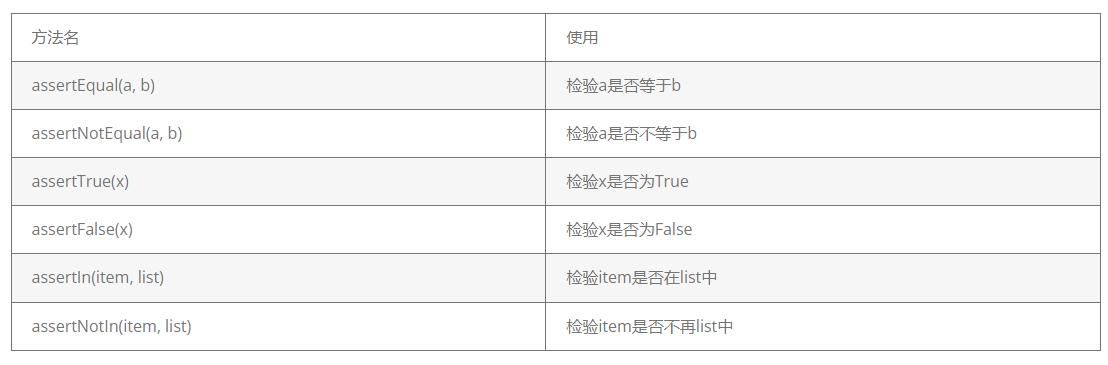 方法名 使用
assertEqual(a, b) 检验a是否等于b
assertNotEqual(a, b) 检验a是否不等于b
assertTrue(x) 检验x是否为True
assertFalse(x) 检验x是否为False
assertIn(item, list) 检验item是否在list中
assertNotIn(item, list) 检验item是否不再list中